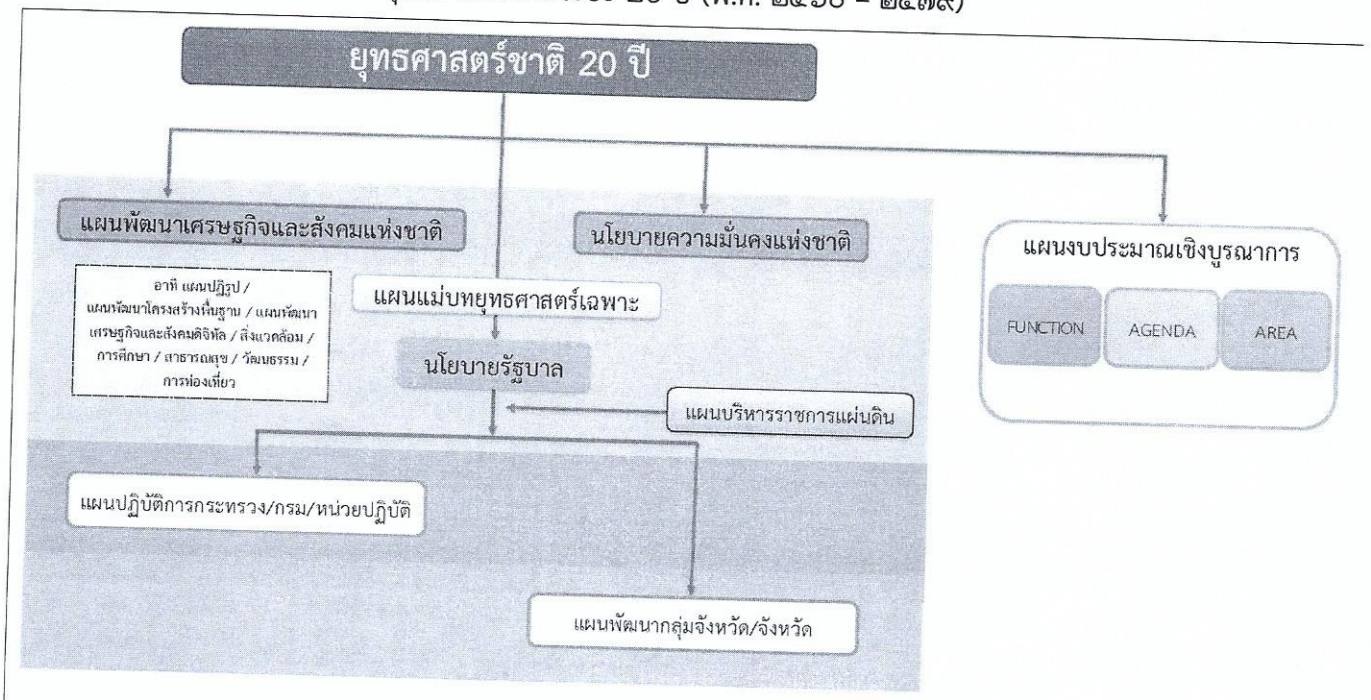 20 ปี (พ.ศ. ๒๕๖๐ – ๒๕๗๙)
ยุทธศาสตร์ชาติ 20 ปี
แผนพัฒนาเศรษฐกิจและสังคมแห่งชาติ
นโยบายความมั่นคงแห่งชาติ
แผนงบประมาณเชิงบูรณาการ
อาทิ แผนปฏิรูป /
แผนพัฒนาโครงสร้างพื้นฐาน / แผนพัฒนา
เศรษฐกิจและสังคมดิจิทัล / สิ่งแวดล้อม /
การศึกษา / สาธารณสุข / วัฒนธรรม /
การท่องเที่ยว
แผนแม่บทยุทธศาสตร์เฉพาะ
FUNCTION
AGENDA
AREA
นโยบายรัฐบาล
แผนบริหารราชการแผ่นดิน
แผนปฏิบัติการกระทรวง/กรม/หน่วยปฏิบัติ
แผนพัฒนากลุ่มจังหวัด/จังหวัด